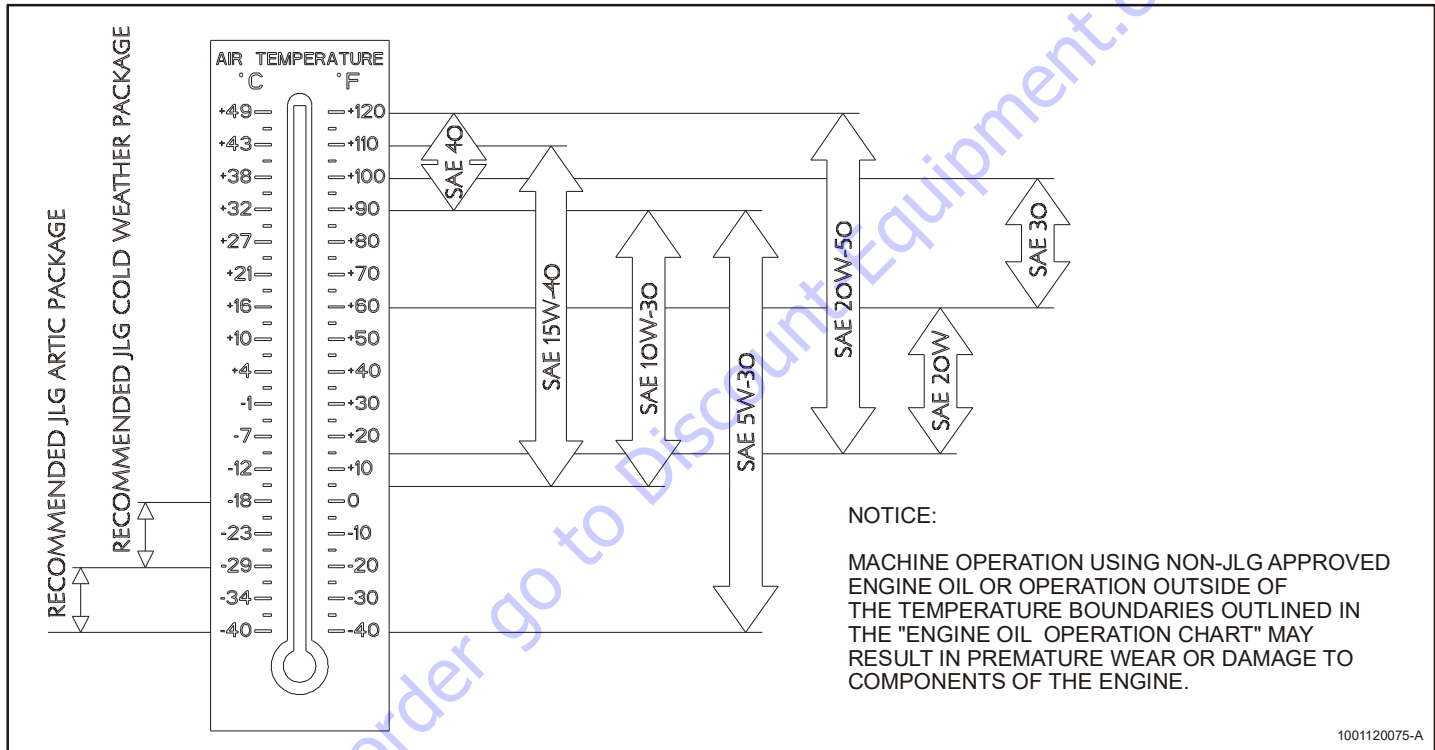 RECOMMENDED JLG ARTIC PACKAGE
RECOMMENDED JLG COLD WEATHER PACKAGE
AIR TEMPERATURE
°C °F
+49 +120
+43 +110
+38 +100
+32 +90
+27 +80
+21 +70
+16 +60
+10 +50
+4 +40
-1 +30
-7 +20
-12 +10
-18 0
-23 -10
-29 -20
-34 -30
-40 -40
SAE 40
SAE 15W-40
SAE 10W-30
SAE 5W-30
SAE 20W-50
SAE 20W
SAE 30
NOTICE:
MACHINE OPERATION USING NON-JLG APPROVED
ENGINE OIL OR OPERATION OUTSIDE OF
THE TEMPERATURE BOUNDARIES OUTLINED IN
THE "ENGINE OIL OPERATION CHART" MAY
RESULT IN PREMATURE WEAR OR DAMAGE TO
COMPONENTS OF THE ENGINE.
1001120075-A
order go to Discount-Equipment.c